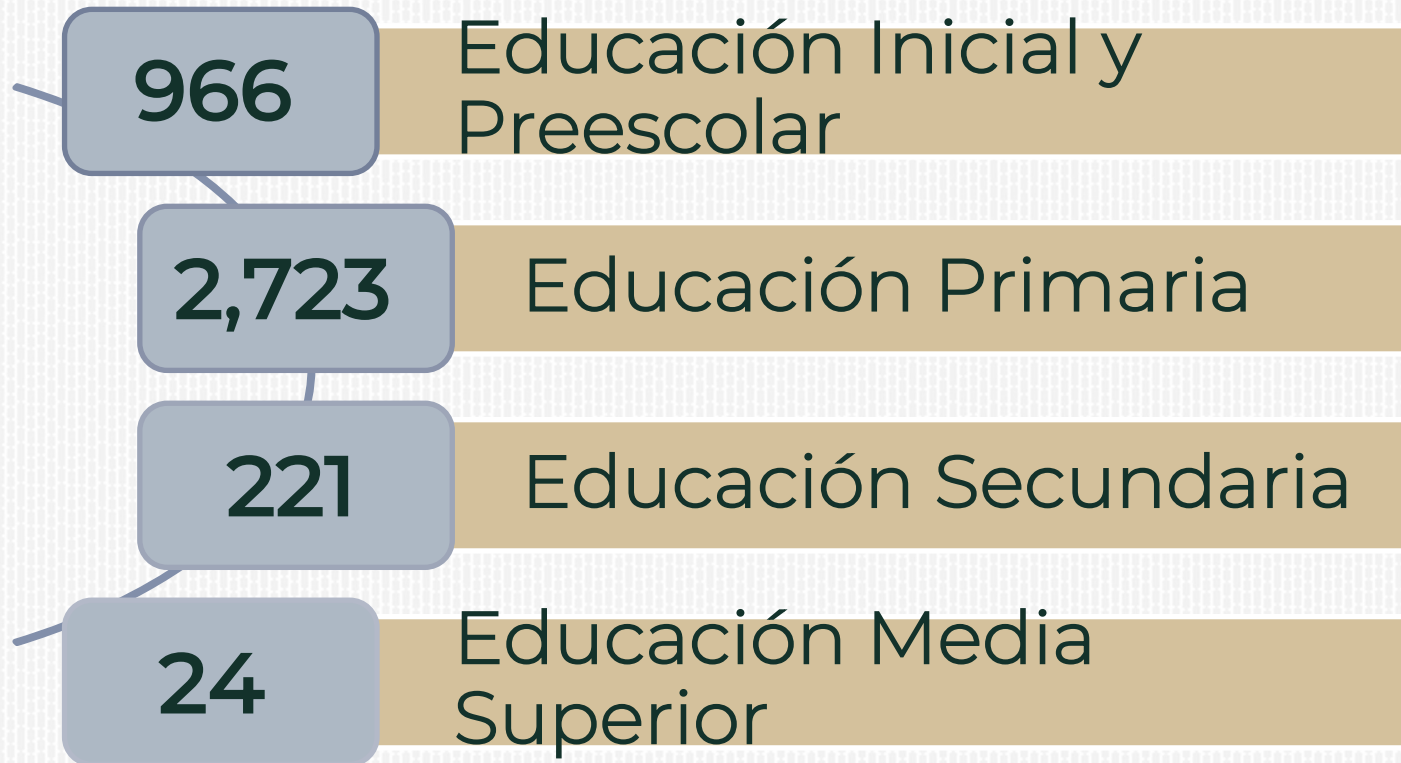 966
Educación Inicial y
Preescolar
2,723
Educación Primaria
221
Educación Secundaria
24
Educación Media
Superior